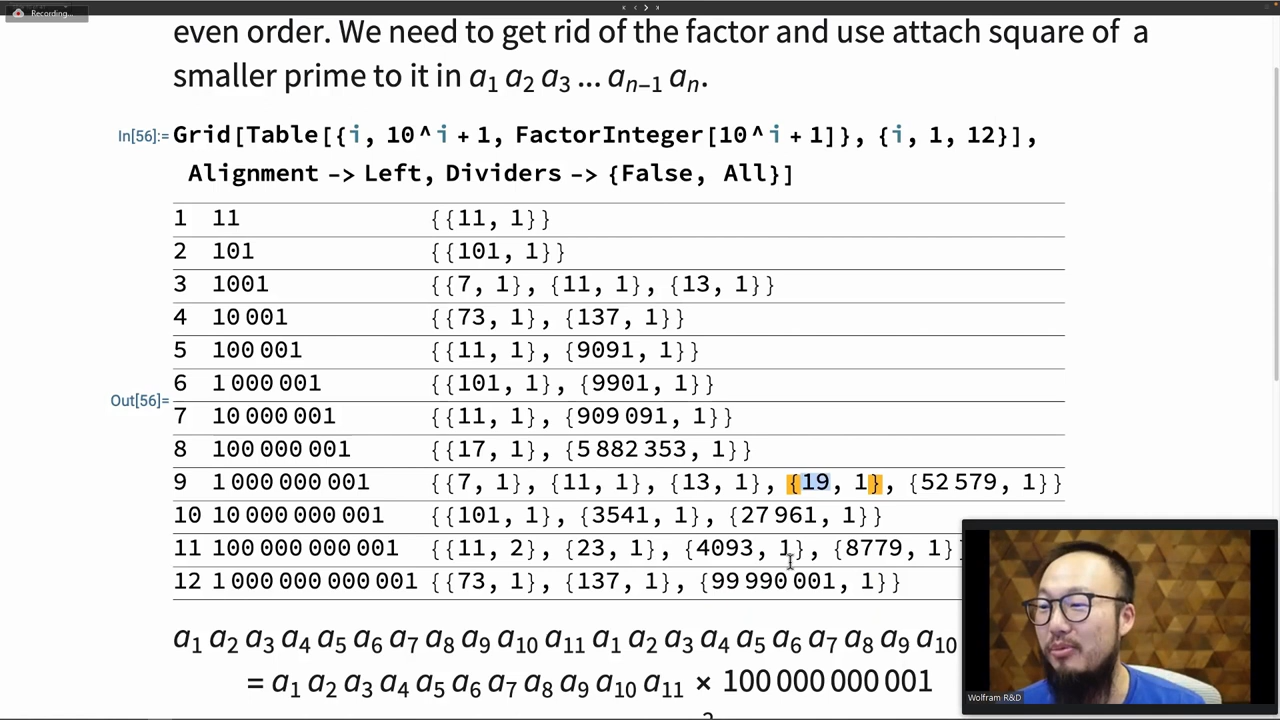 Recording...
even order. We need to get rid of the factor and use attach square of a
smaller prime to it in a₁ a₂ a₃ ... aₙ₋₁ aₙ.
In[56]:= Grid[Table[{i, 10^i + 1, FactorInteger[10^i + 1]}, {i, 1, 12}],
Alignment -> Left, Dividers -> {False, All}]
1 11 {{11, 1}}
2 101 {{101, 1}}
3 1001 {{7, 1}, {11, 1}, {13, 1}}
4 10 001 {{73, 1}, {137, 1}}
5 100 001 {{11, 1}, {9091, 1}}
6 1 000 001 {{101, 1}, {9901, 1}}
Out[56]=
7 10 000 001 {{11, 1}, {909 091, 1}}
8 100 000 001 {{17, 1}, {5 882 353, 1}}
9 1 000 000 001 {{7, 1}, {11, 1}, {13, 1}, {19, 1}, {52 579, 1}}
10 10 000 000 001 {{101, 1}, {3541, 1}, {27 961, 1}}
11 100 000 000 001 {{11, 2}, {23, 1}, {4093, 1}, {8779, 1}
12 1 000 000 000 001 {{73, 1}, {137, 1}, {99 990 001, 1}}
a₁ a₂ a₃ a₄ a₅ a₆ a₇ a₈ a₉ a₁₀ a₁₁ a₁ a₂ a₃ a₄ a₅ a₆ a₇ a₈ a₉ a₁₀
= a₁ a₂ a₃ a₄ a₅ a₆ a₇ a₈ a₉ a₁₀ a₁₁ × 100 000 000 001
Wolfram R&D